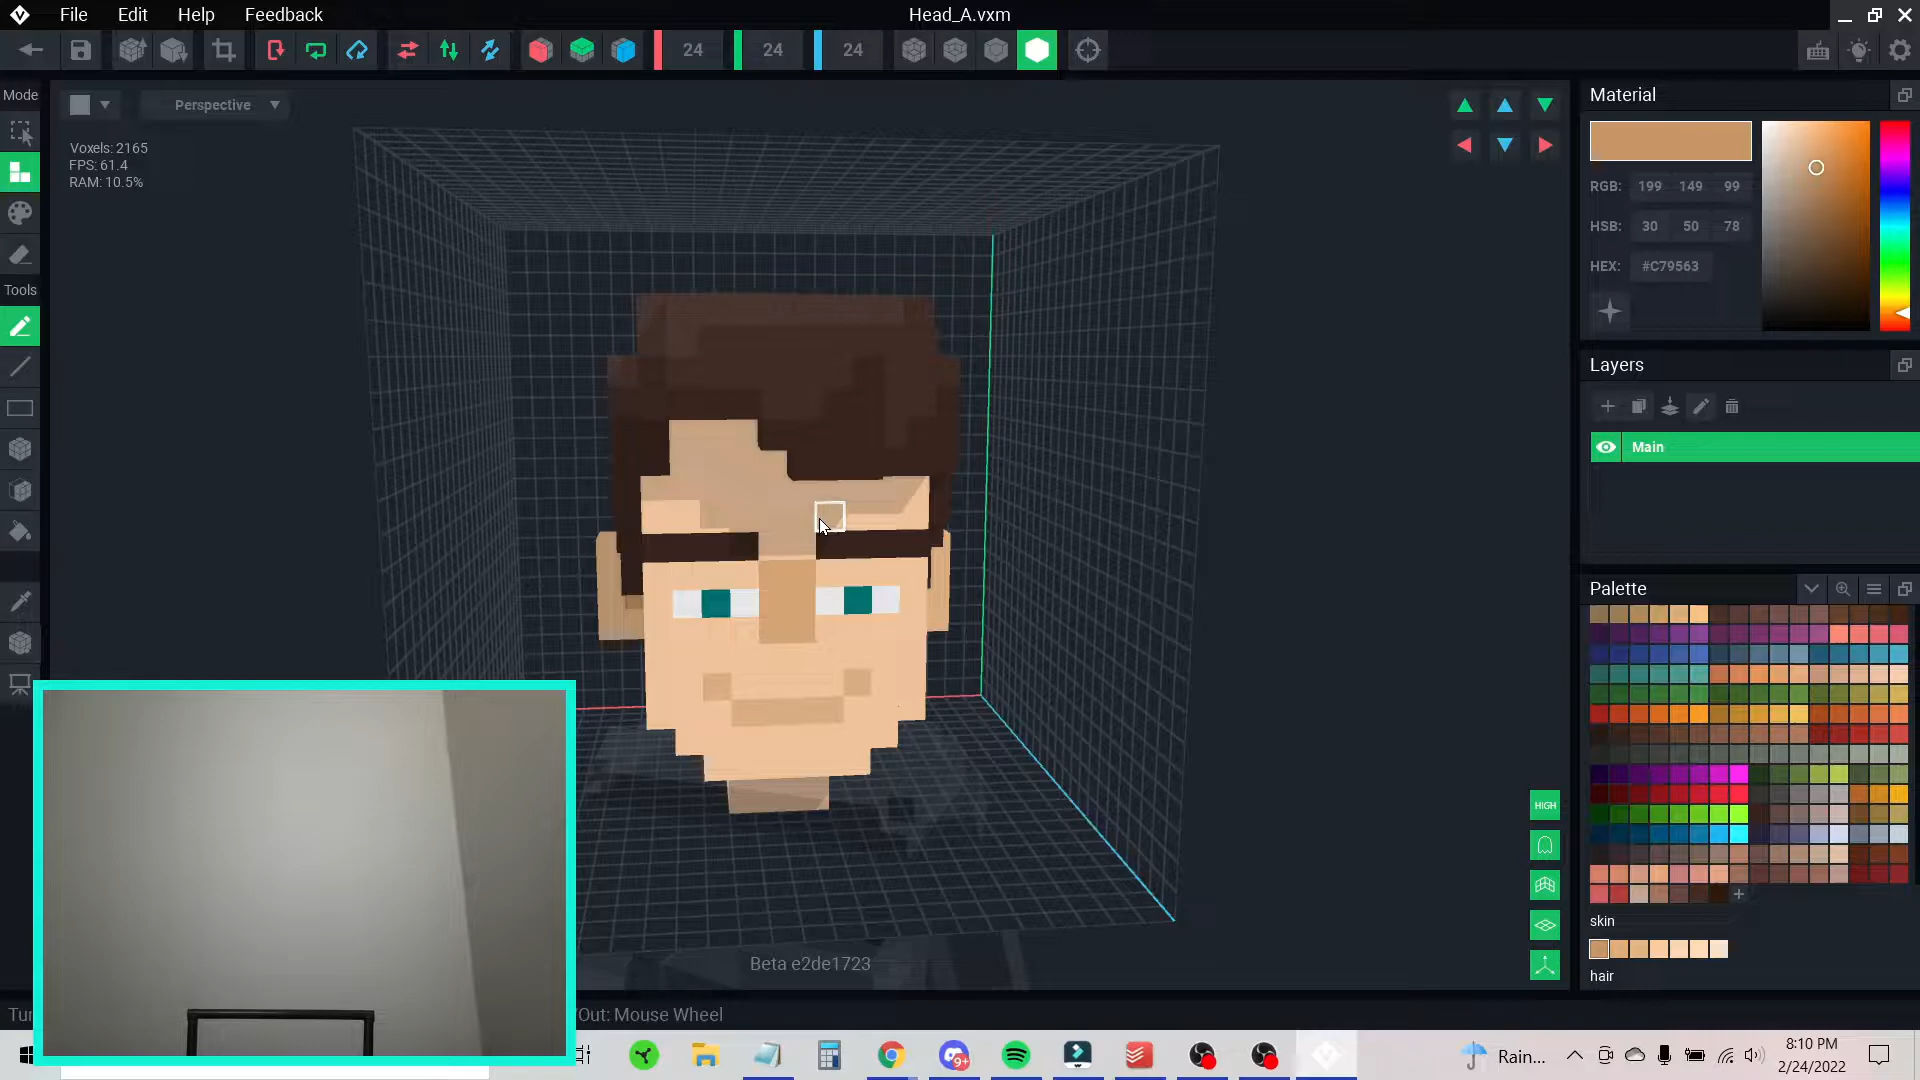 File Edit Help Feedback
Head_A.vxm
24 24 24
Mode
Perspective
Voxels: 2165
FPS: 61.4
RAM: 10.5%
Tools
Material
RGB: 199 149 99
HSB: 30 50 78
HEX: #C79563
Layers
Main
Palette
HIGH
skin
hair
Beta e2de1723
Out: Mouse Wheel
9+
Rain...
8:10 PM
2/24/2022